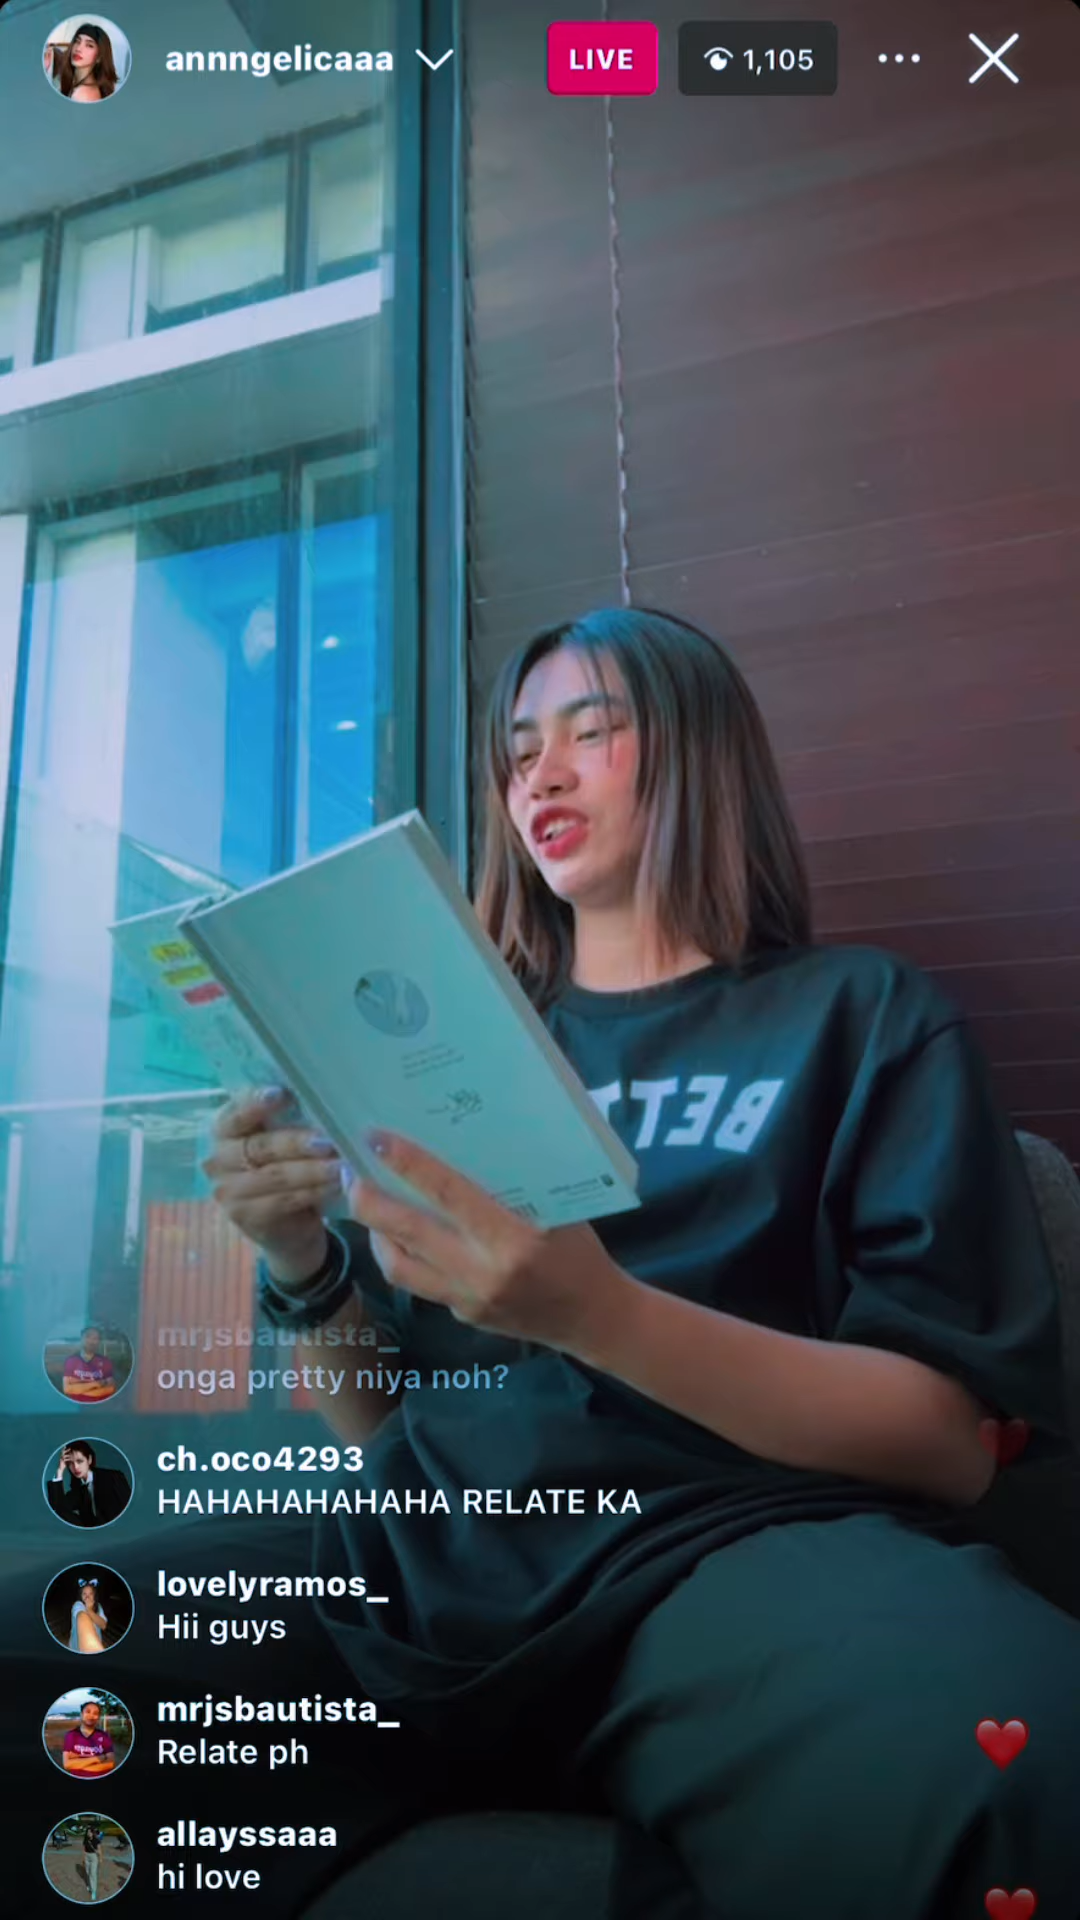 annngelicaaa
LIVE
1,105
BET
mrjsbautista_
onga pretty niya noh?
ch.oco4293
HAHAHAHAHAHA RELATE KA
lovelyramos_
Hii guys
mrjsbautista_
Relate ph
allayssaaa
hi love